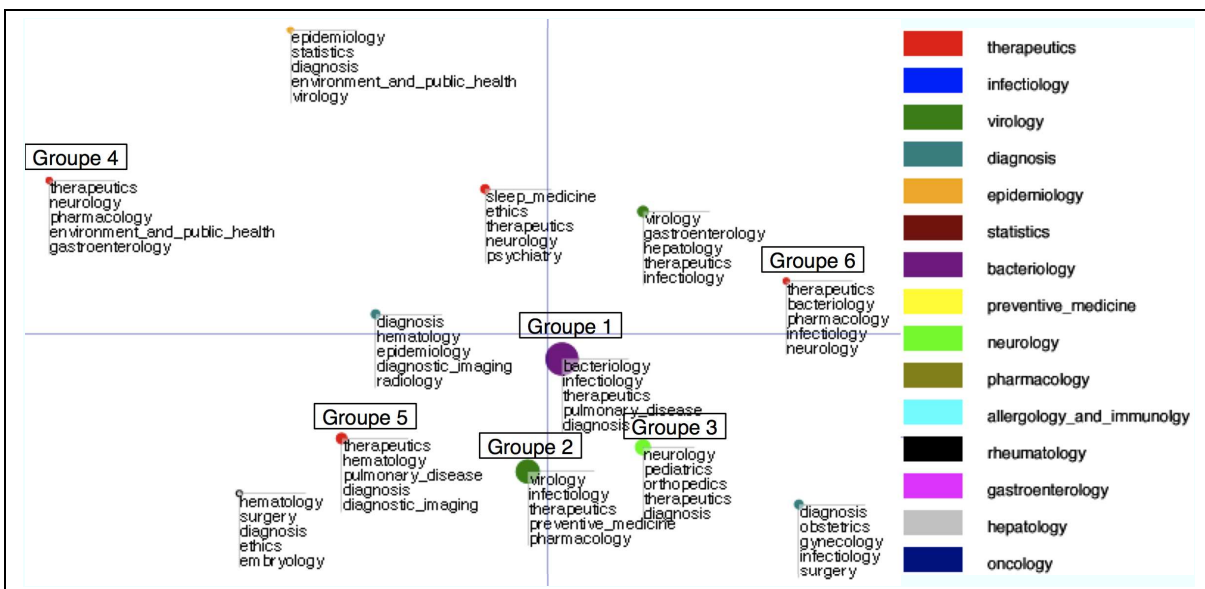 epidemiology
statistics
diagnosis
environment_and_public_health
virology
Groupe 4
therapeutics
neurology
pharmacology
environment_and_public_health
gastroenterology
sleep_medicine
ethics
therapeutics
neurology
psychiatry
virology
gastroenterology
hepatology
therapeutics
infectiology
Groupe 6
therapeutics
bacteriology
pharmacology
infectiology
neurology
diagnosis
hematology
epidemiology
diagnostic_imaging
radiology
Groupe 1
bacteriology
infectiology
therapeutics
pulmonary_disease
diagnosis
Groupe 5
therapeutics
hematology
pulmonary_disease
diagnosis
diagnostic_imaging
Groupe 2
virology
infectiology
therapeutics
preventive_medicine
pharmacology
Groupe 3
neurology
pediatrics
orthopedics
therapeutics
diagnosis
hematology
surgery
diagnosis
ethics
embryology
diagnosis
obstetrics
gynecology
infectiology
surgery
therapeutics
infectiology
virology
diagnosis
epidemiology
statistics
bacteriology
preventive_medicine
neurology
pharmacology
allergology_and_immunolgy
rheumatology
gastroenterology
hepatology
oncology